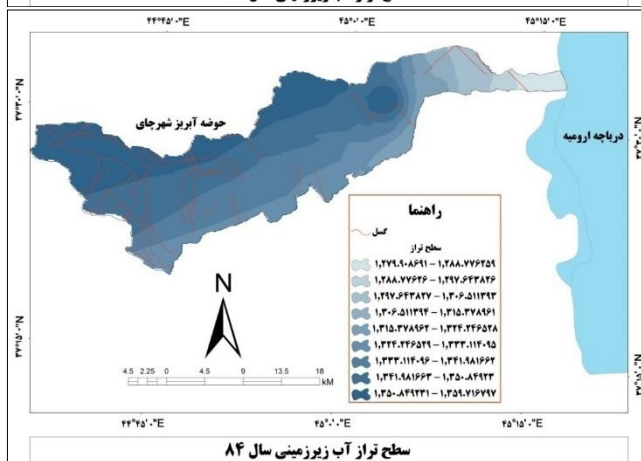 ۴۴°۴۵'۰"E ۴۵°۰'۰"E ۴۵°۱۵'۰"E
حوضه آبریز شهرچای
دریاچه ارومیه
راهنما
گسل
سطح تراز
۱,۲۷۹.۹۰۸۶۹۱ – ۱,۲۸۸.۷۷۶۲۵۹
۱,۲۸۸.۷۷۶۲۶ – ۱,۲۹۷.۶۴۳۸۲۶
۱,۲۹۷.۶۴۳۸۲۷ – ۱,۳۰۶.۵۱۱۳۹۳
۱,۳۰۶.۵۱۱۳۹۴ – ۱,۳۱۵.۳۷۸۹۶۱
۱,۳۱۵.۳۷۸۹۶۲ – ۱,۳۲۴.۲۴۶۵۲۸
۱,۳۲۴.۲۴۶۵۲۹ – ۱,۳۳۳.۱۱۴۰۹۵
۱,۳۳۳.۱۱۴۰۹۶ – ۱,۳۴۱.۹۸۱۶۶۲
۱,۳۴۱.۹۸۱۶۶۳ – ۱,۳۵۰.۸۴۹۲۳
۱,۳۵۰.۸۴۹۲۳۱ – ۱,۳۵۹.۷۱۶۷۹۷
N
4.5 2.25 0 4.5 9 13.5 18
kM
۳۷°۱۵'۰"N
۴۴°۴۵'۰"E ۴۵°۰'۰"E ۴۵°۱۵'۰"E
سطح تراز آب زیرزمینی سال ۸۴